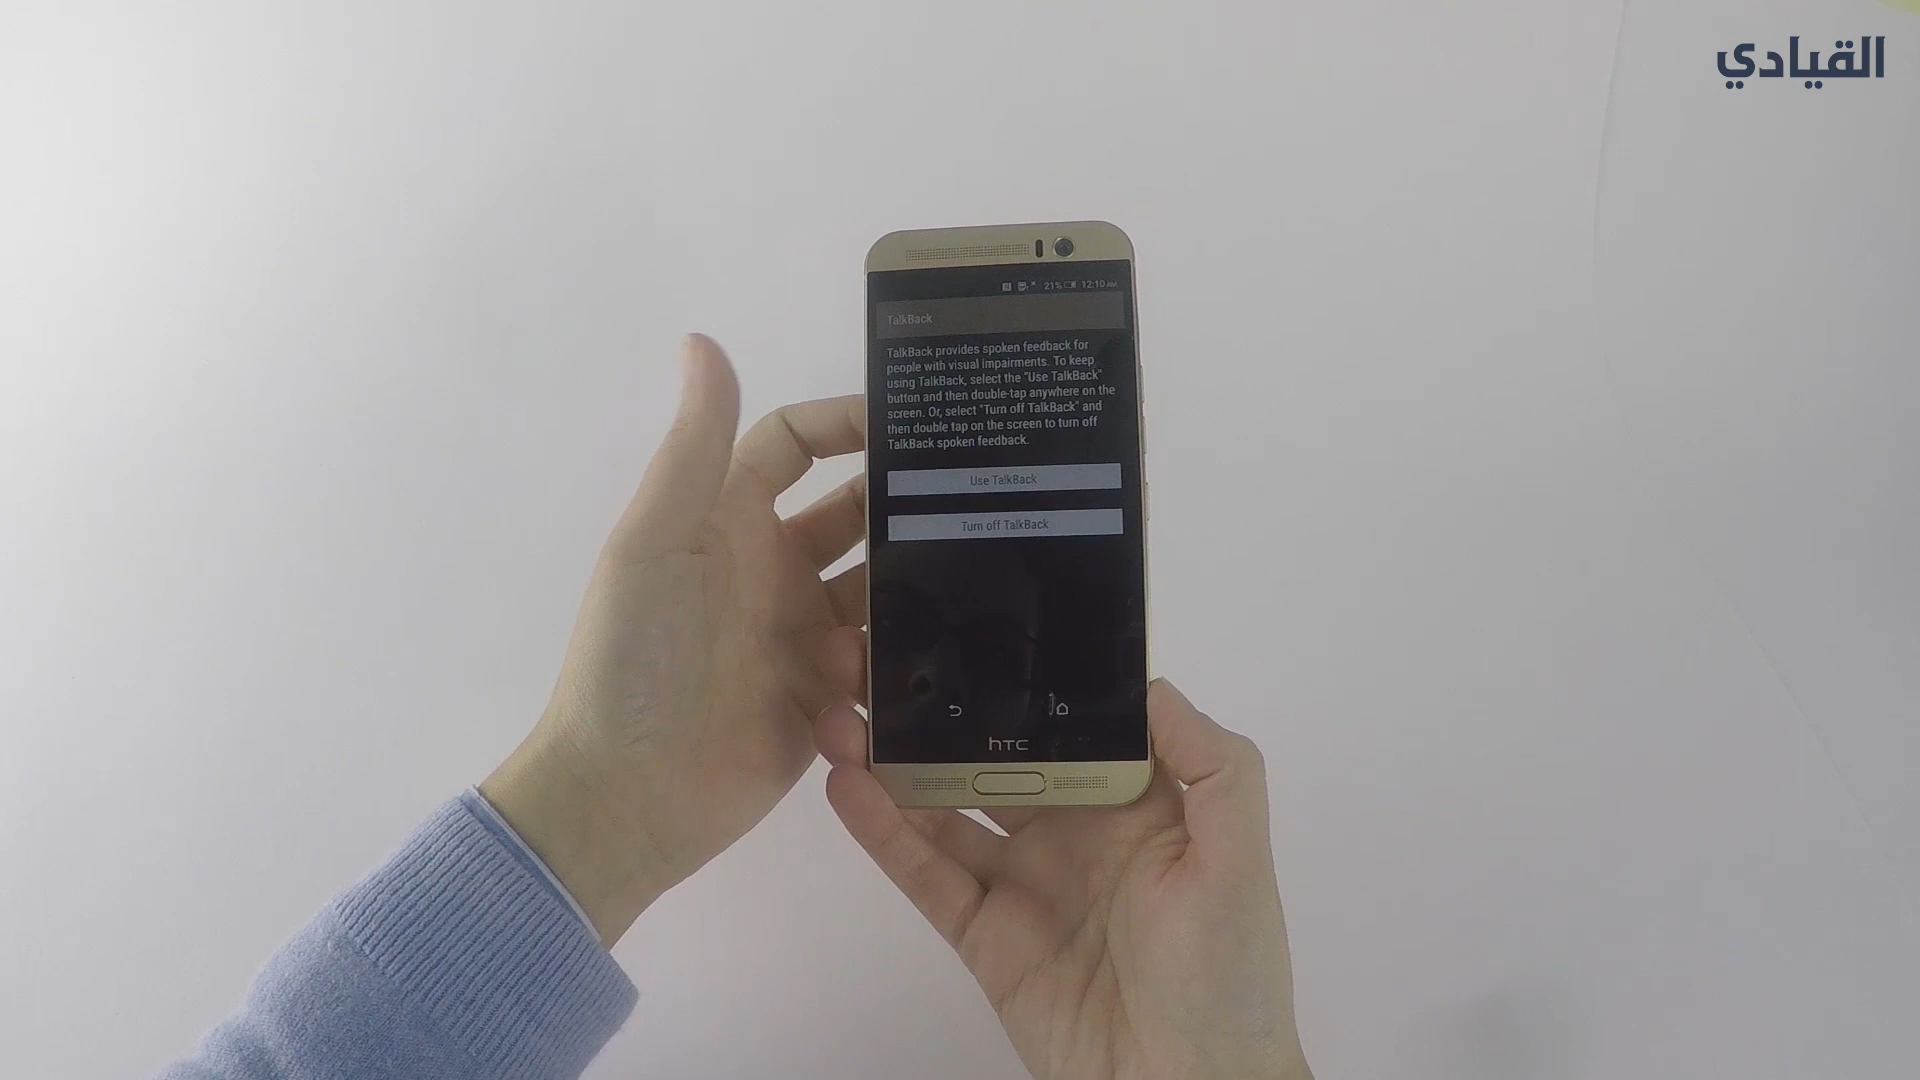 القيادي
21% 12:10 AM
TalkBack
TalkBack provides spoken feedback for
people with visual impairments. To keep
using TalkBack, select the "Use TalkBack"
button and then double-tap anywhere on the
screen. Or, select "Turn off TalkBack" and
then double tap on the screen to turn off
TalkBack spoken feedback.
Use TalkBack
Turn off TalkBack
hTC